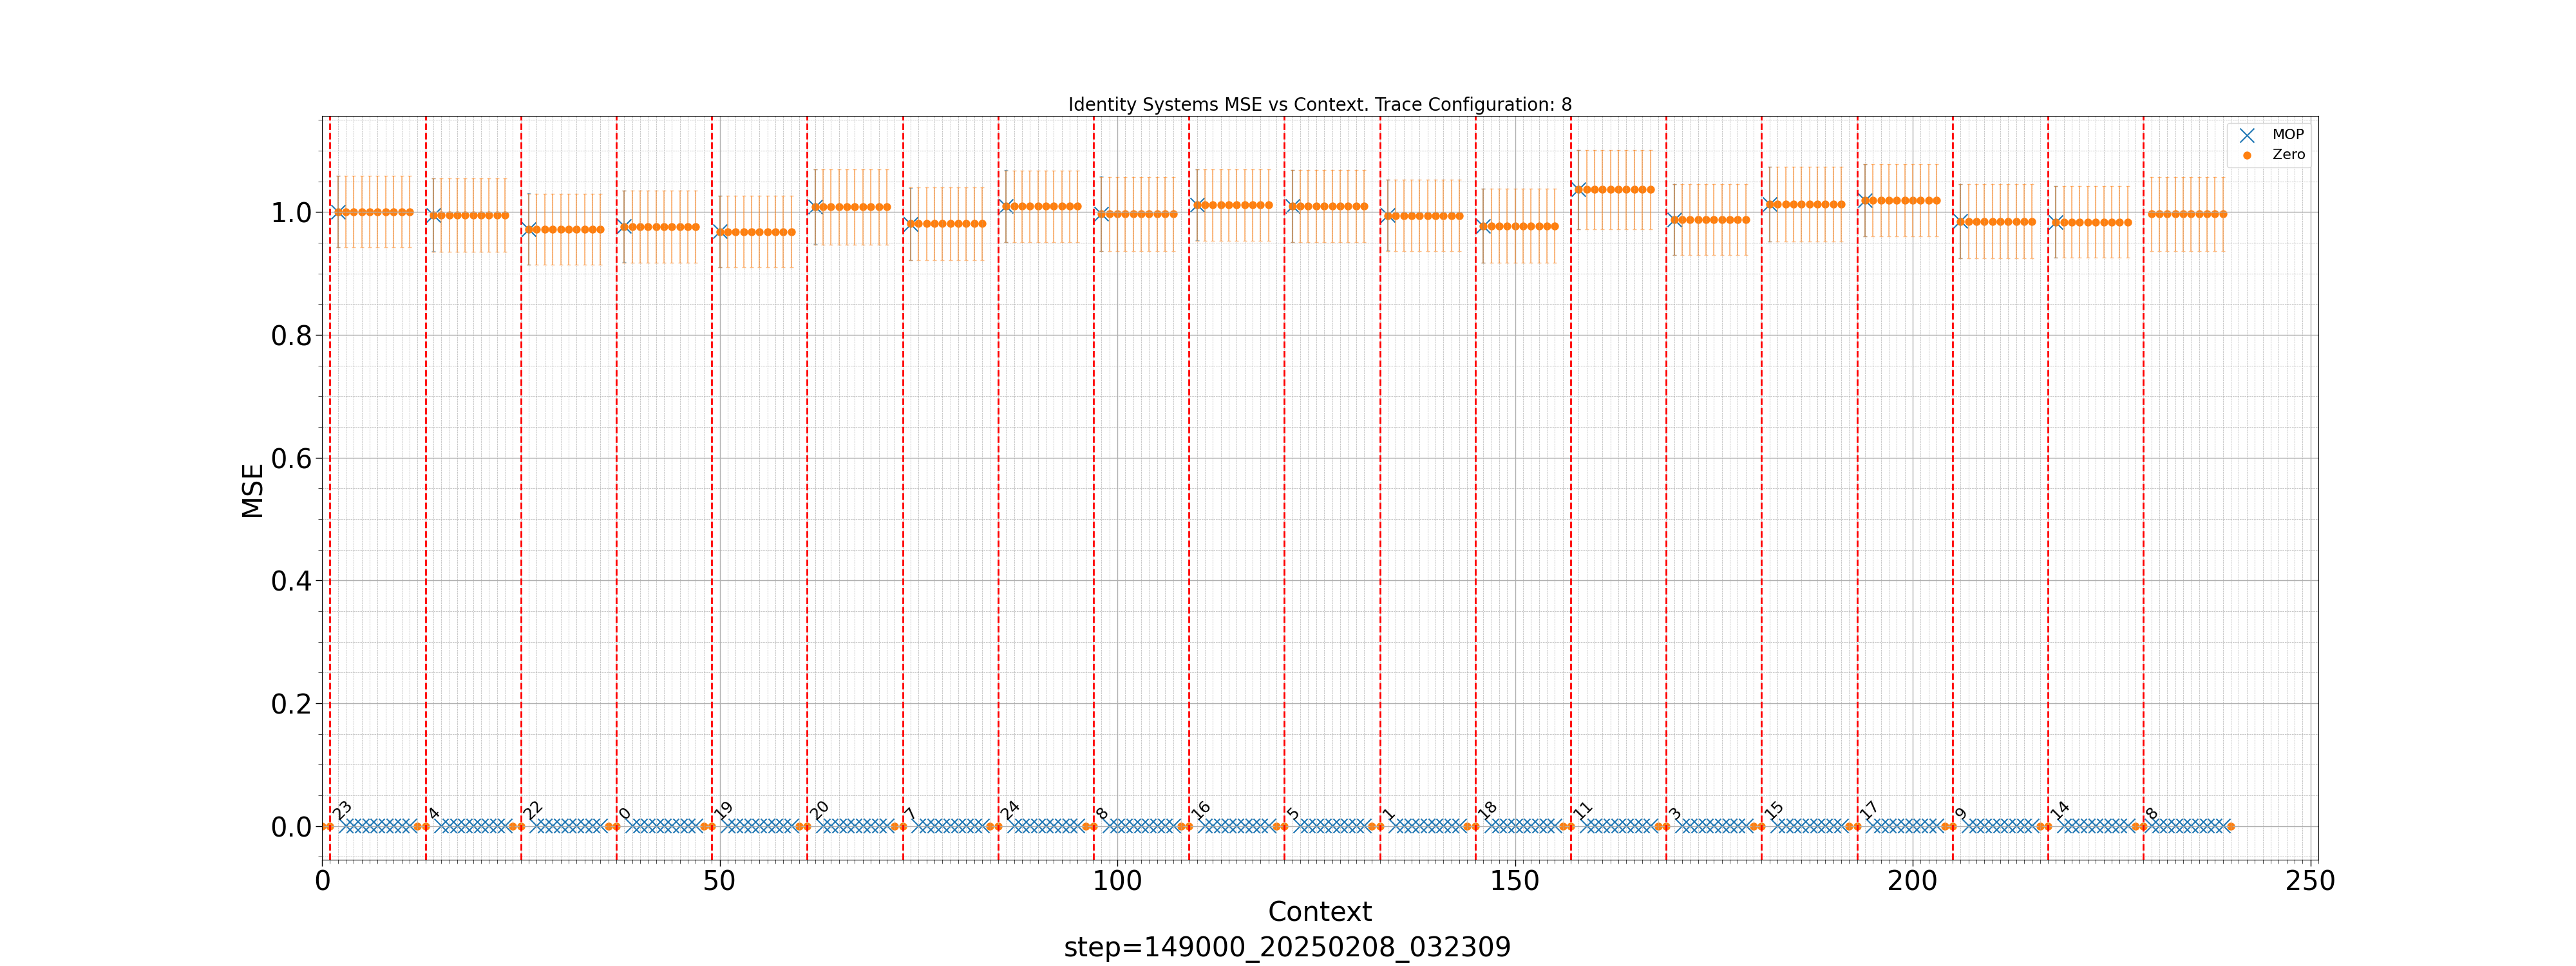 Identity Systems MSE vs Context. Trace Configuration: 8
MOP
Zero
MSE
1.0
0.8
0.6
0.4
0.2
0.0
23 4 22 0 19 20 7 24 8 16 5 1 18 11 3 15 17 9 14 8
0 50 100 150 200 250
Context
step=149000_20250208_032309